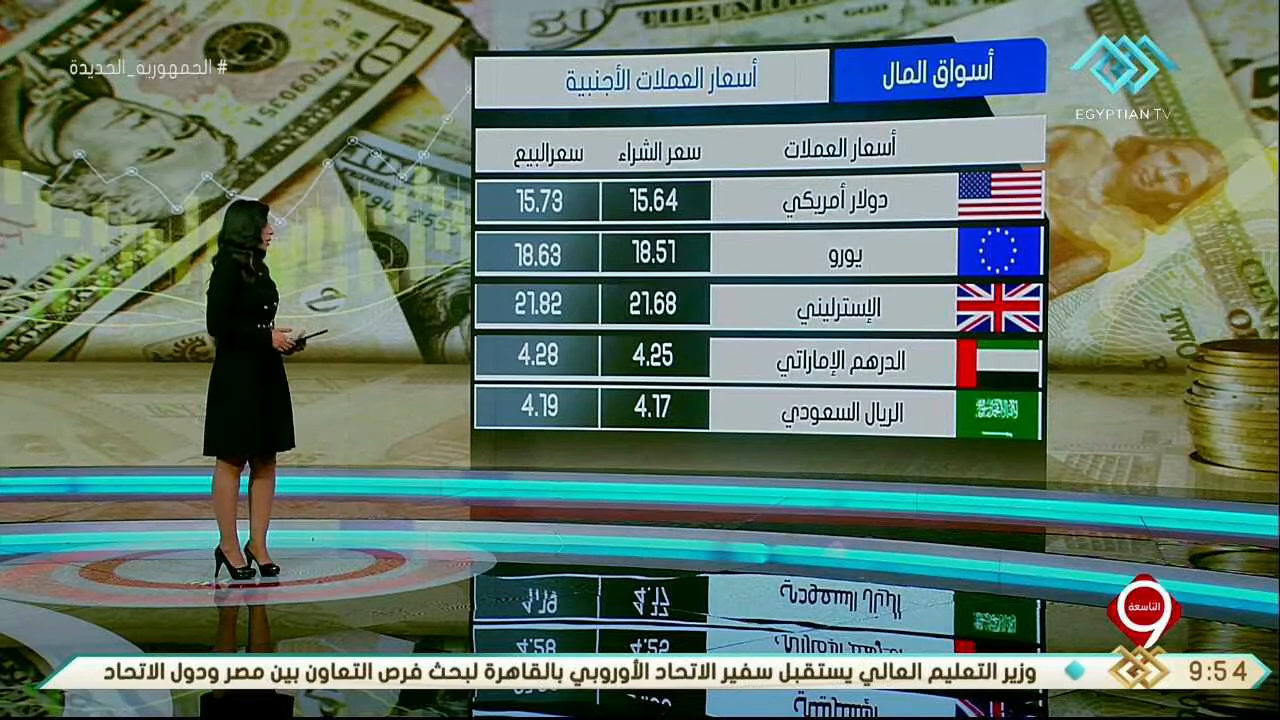 #الجمهورية_الجديدة
أسواق المال
أسعار العملات الأجنبية
EGYPTIAN TV
أسعار العملات سعر الشراء سعر البيع
دولار أمريكي 15.64 15.73
يورو 18.51 18.63
الإسترليني 21.68 21.82
الدرهم الإماراتي 4.25 4.28
الريال السعودي 4.17 4.19
التاسعة
9
وزير التعليم العالي يستقبل سفير الاتحاد الأوروبي بالقاهرة لبحث فرص التعاون بين مصر ودول الاتحاد
9:54